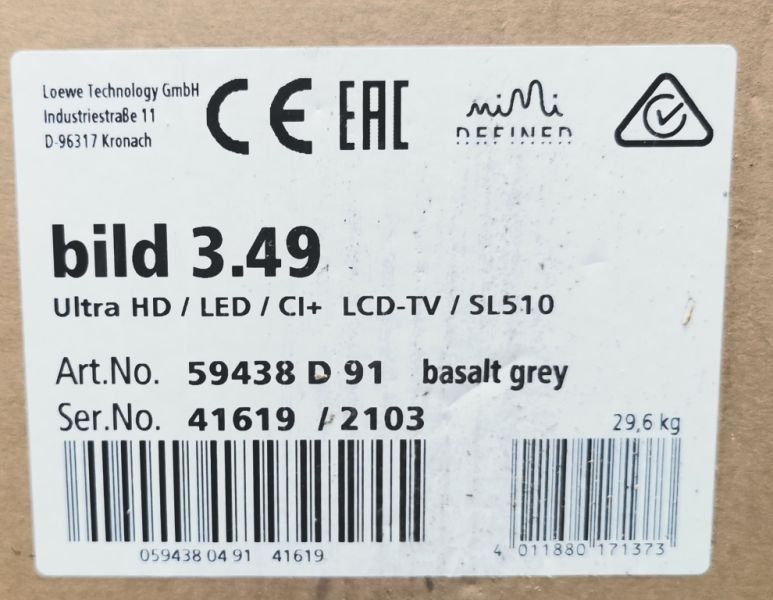 Loewe Technology GmbH
Industriestraße 11
D-96317 Kronach
CE
EAC
miMi
DEFINED
bild 3.49
Ultra HD / LED / CI+ LCD-TV / SL510
Art.No. 59438 D 91 basalt grey
Ser.No. 41619 / 2103
29,6 kg
059438 04 91 41619
4 011880 171373